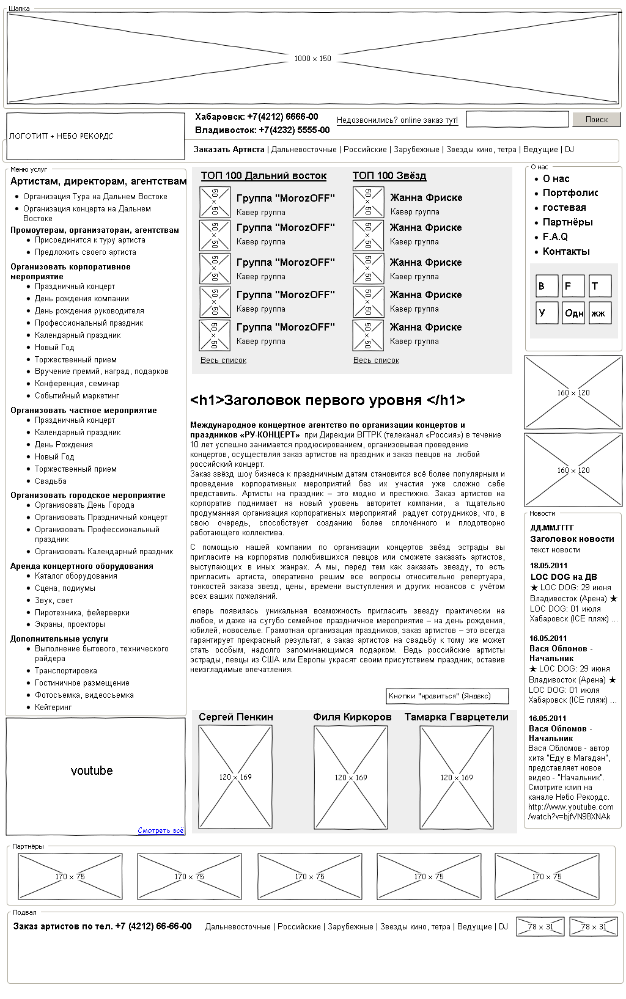 Шапка
1000 x 150
ЛОГОТИП + НЕБО РЕКОРДС
Хабаровск: +7(4212) 6666-00
Владивосток: +7(4232) 5555-00
Недозвонились? online заказ тут!
Поиск
Заказать Артиста | Дальневосточные | Российские | Зарубежные | Звезды кино, тетра | Ведущие | DJ
Меню услуг
Артистам, директорам, агентствам
Организация Тура на Дальнем Востоке
Организация концерта на Дальнем
Востоке
Промоутерам, организаторам, агентствам
Присоединится к туру артиста
Предложить своего артиста
Организовать корпоративное
мероприятие
Праздничный концерт
День рождения компании
День рождения руководителя
Профессиональный праздник
Календарный праздник
Новый Год
Торжественный прием
Вручение премий, наград, подарков
Конференция, семинар
Событийный маркетинг
Организовать частное мероприятие
Праздничный концерт
Календарный праздник
День Рождения
Новый Год
Торжественный прием
Свадьба
Организовать городское мероприятие
Организовать День Города
Организовать Праздничный концерт
Организовать Профессиональный
праздник
Организовать Календарный праздник
Аренда концертного оборудования
Каталог оборудования
Сцена, подиумы
Звук, свет
Пиротехника, фейерверки
Экраны, проекторы
Дополнительные услуги
Выполнение бытового, технического
райдера
Транспортировка
Гостиничное размещение
Фотосъемка, видеосъемка
Кейтеринг
youtube
Смотреть всё
ТОП 100 Дальний восток
50 x 50
Группа "MorozOFF"
Кавер группа
50 x 50
Группа "MorozOFF"
Кавер группа
50 x 50
Группа "MorozOFF"
Кавер группа
50 x 50
Группа "MorozOFF"
Кавер группа
50 x 50
Группа "MorozOFF"
Кавер группа
Весь список
ТОП 100 Звёзд
50 x 50
Жанна Фриске
Кавер группа
50 x 50
Жанна Фриске
Кавер группа
50 x 50
Жанна Фриске
Кавер группа
50 x 50
Жанна Фриске
Кавер группа
50 x 50
Жанна Фриске
Кавер группа
Весь список
<h1>Заголовок первого уровня </h1>
Международное концертное агентство по организации концертов и
праздников «РУ-КОНЦЕРТ» при Дирекции ВГТРК (телеканал «Россия») в течение
10 лет успешно занимается продюсированием, организовывая проведение
концертов, осуществляя заказ артистов на праздник и заказ певцов на любой
российский концерт.
Заказ звёзд шоу бизнеса к праздничным датам становится всё более популярным и
проведение корпоративных мероприятий без их участия уже сложно себе
представить. Артисты на праздник – это модно и престижно. Заказ артистов на
корпоратив поднимает на новый уровень авторитет компании, а тщательно
продуманная организация корпоративных мероприятий радует сотрудников, что, в
свою очередь, способствует созданию более сплочённого и плодотворно
работающего коллектива.
С помощью нашей компании по организации концертов звёзд эстрады вы
пригласите на корпоратив полюбившихся певцов или сможете заказать артистов,
выступающих в иных жанрах. А мы, перед тем как заказать звезду, то есть
пригласить артиста, оперативно решим все вопросы относительно репертуара,
тонкостей заказа звезд, цены, времени выступления и других нюансов с учётом
всех ваших пожеланий.
еперь появилась уникальная возможность пригласить звезду практически на
любое, и даже на сугубо семейное праздничное мероприятие – на день рождения,
юбилей, новоселье. Грамотная организация праздников, заказ артистов – это всегда
гарантирует прекрасный результат, а заказ артистов на свадьбу к тому же может
стать особым, надолго запоминающимся подарком. Ведь российские артисты
эстрады, певцы из США или Европы украсят своим присутствием праздник, оставив
неизгладимые впечатления.
Кнопки "нравиться" (Яндекс)
Сергей Пенкин
Филя Киркоров
Тамарка Гварцетели
120 x 169
120 x 169
120 x 169
О нас
О нас
Портфолис
гостевая
Партнёры
F.A.Q
Контакты
В
F
Т
У
Одн
жж
160 x 120
160 x 120
Новости
ДД.ММ.ГГГГ
Заголовок новости
текст новости
18.05.2011
LOC DOG на ДВ
★ LOC DOG: 29 июня
Владивосток (Арена) ★
LOC DOG: 01 июля
Хабаровск (ICE пляж) ...
16.05.2011
Вася Обломов -
Начальник
★ LOC DOG: 29 июня
Владивосток (Арена) ★
LOC DOG: 01 июля
Хабаровск (ICE пляж) ...
16.05.2011
Вася Обломов -
Начальник
Вася Обломов - автор
хита "Еду в Магадан",
представляет новое
видео - "Начальник".
Смотрите клип на
канале Небо Рекордс.
http://www.youtube.com
/watch?v=bjfVN98XNAk
Партнёры
170 x 75
170 x 75
170 x 75
170 x 75
170 x 75
Подвал
Заказ артистов по тел. +7 (4212) 66-66-00
Дальневосточные | Российские | Зарубежные | Звезды кино, тетра | Ведущие | DJ
78 x 31
78 x 31